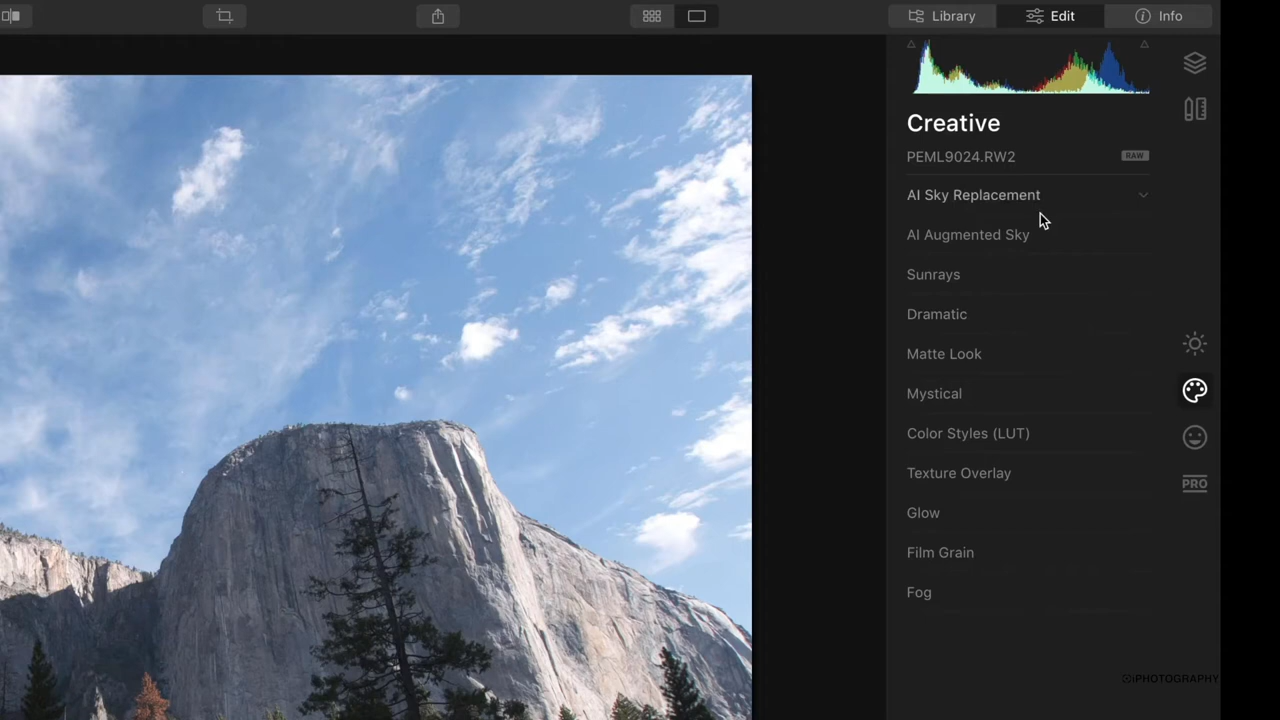 Library Edit Info
Creative
PEML9024.RW2 RAW
AI Sky Replacement
AI Augmented Sky
Sunrays
Dramatic
Matte Look
Mystical
Color Styles (LUT)
Texture Overlay
PRO
Glow
Film Grain
Fog
iPHOTOGRAPHY